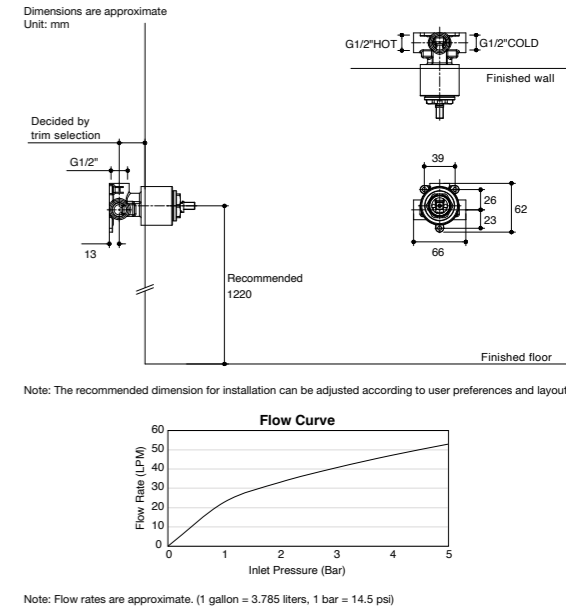 Dimensions are approximate
Unit: mm
G1/2"HOT
G1/2"COLD
Finished wall
Decided by
trim selection
G1/2"
13
39
26
62
23
66
Recommended
1220
Finished floor
Note: The recommended dimension for installation can be adjusted according to user preferences and layout
Flow Curve
Flow Rate (LPM)
60
50
40
30
20
10
0
0 1 2 3 4 5
Inlet Pressure (Bar)
Note: Flow rates are approximate. (1 gallon = 3.785 liters, 1 bar = 14.5 psi)